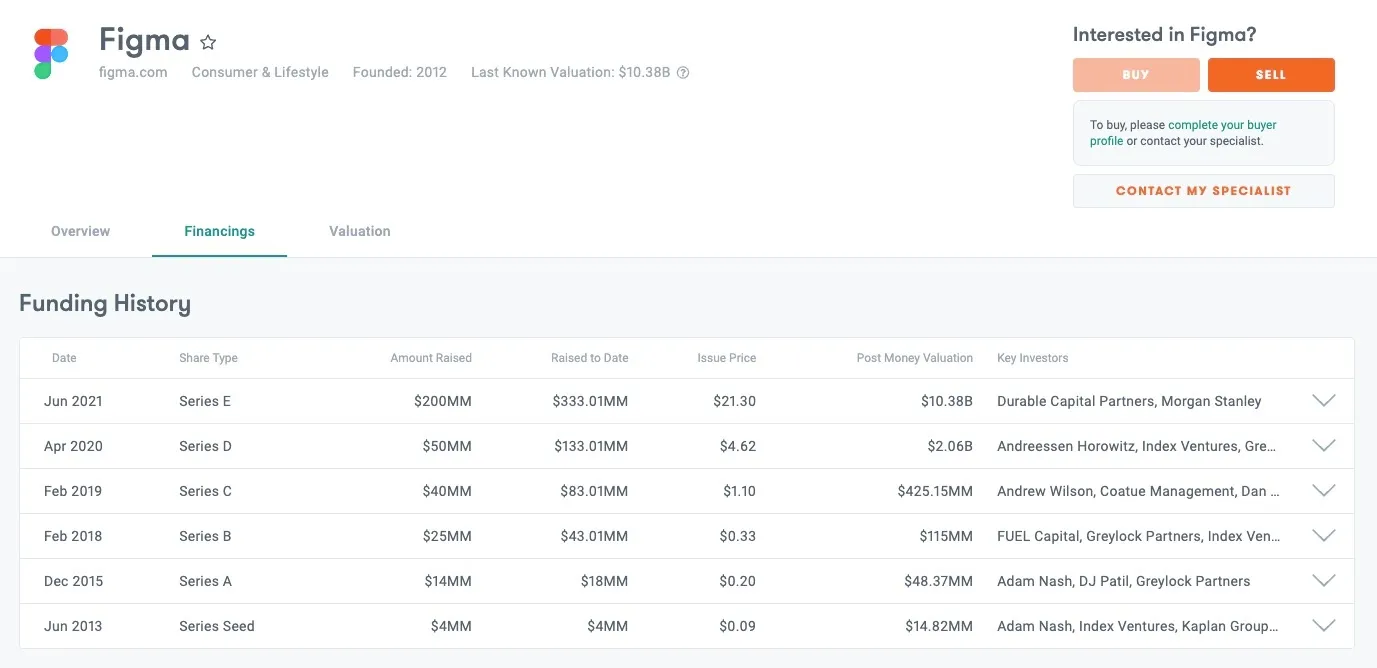 Figma
figma.com Consumer & Lifestyle Founded: 2012 Last Known Valuation: $10.38B ?
Interested in Figma?
BUY SELL
To buy, please complete your buyer
profile or contact your specialist.
CONTACT MY SPECIALIST
Overview Financings Valuation
Funding History
Date Share Type Amount Raised Raised to Date Issue Price Post Money Valuation Key Investors
Jun 2021 Series E $200MM $333.01MM $21.30 $10.38B Durable Capital Partners, Morgan Stanley
Apr 2020 Series D $50MM $133.01MM $4.62 $2.06B Andreessen Horowitz, Index Ventures, Gre...
Feb 2019 Series C $40MM $83.01MM $1.10 $425.15MM Andrew Wilson, Coatue Management, Dan ...
Feb 2018 Series B $25MM $43.01MM $0.33 $115MM FUEL Capital, Greylock Partners, Index Ven...
Dec 2015 Series A $14MM $18MM $0.20 $48.37MM Adam Nash, DJ Patil, Greylock Partners
Jun 2013 Series Seed $4MM $4MM $0.09 $14.82MM Adam Nash, Index Ventures, Kaplan Group...